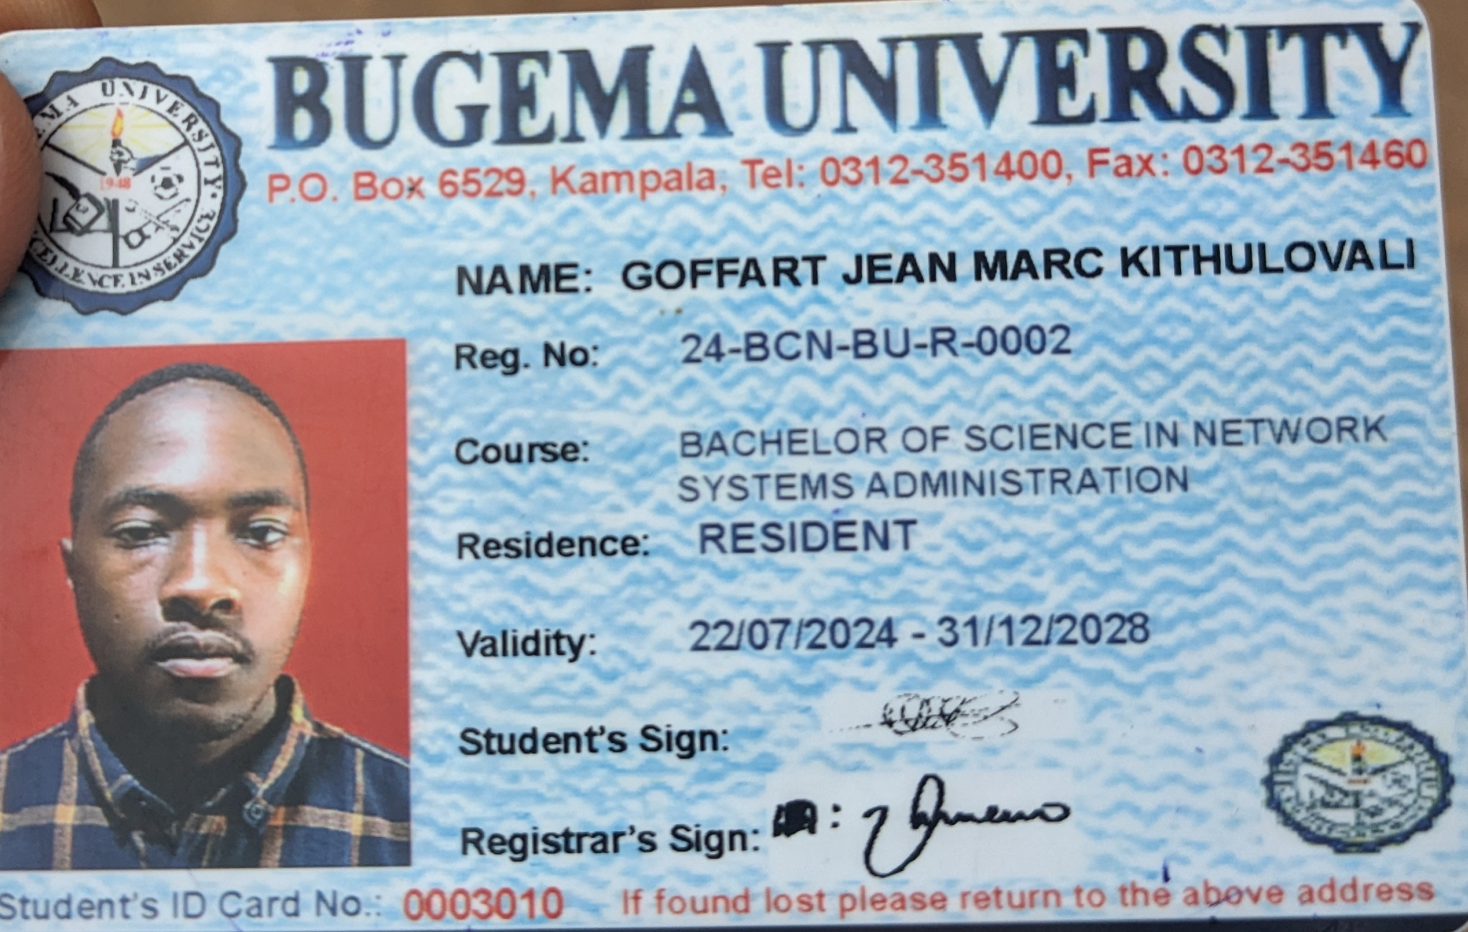 BUGEMA UNIVERSITY
P.O. Box 6529, Kampala, Tel: 0312-351400, Fax: 0312-351460
UNIVERSITY
1948
EXCELLENCE IN SERVICE
NAME: GOFFART JEAN MARC KITHULOVALI
Reg. No: 24-BCN-BU-R-0002
Course: BACHELOR OF SCIENCE IN NETWORK
SYSTEMS ADMINISTRATION
Residence: RESIDENT
Validity: 22/07/2024 - 31/12/2028
Student's Sign:
Registrar's Sign:
Student's ID Card No.: 0003010 If found lost please return to the above address